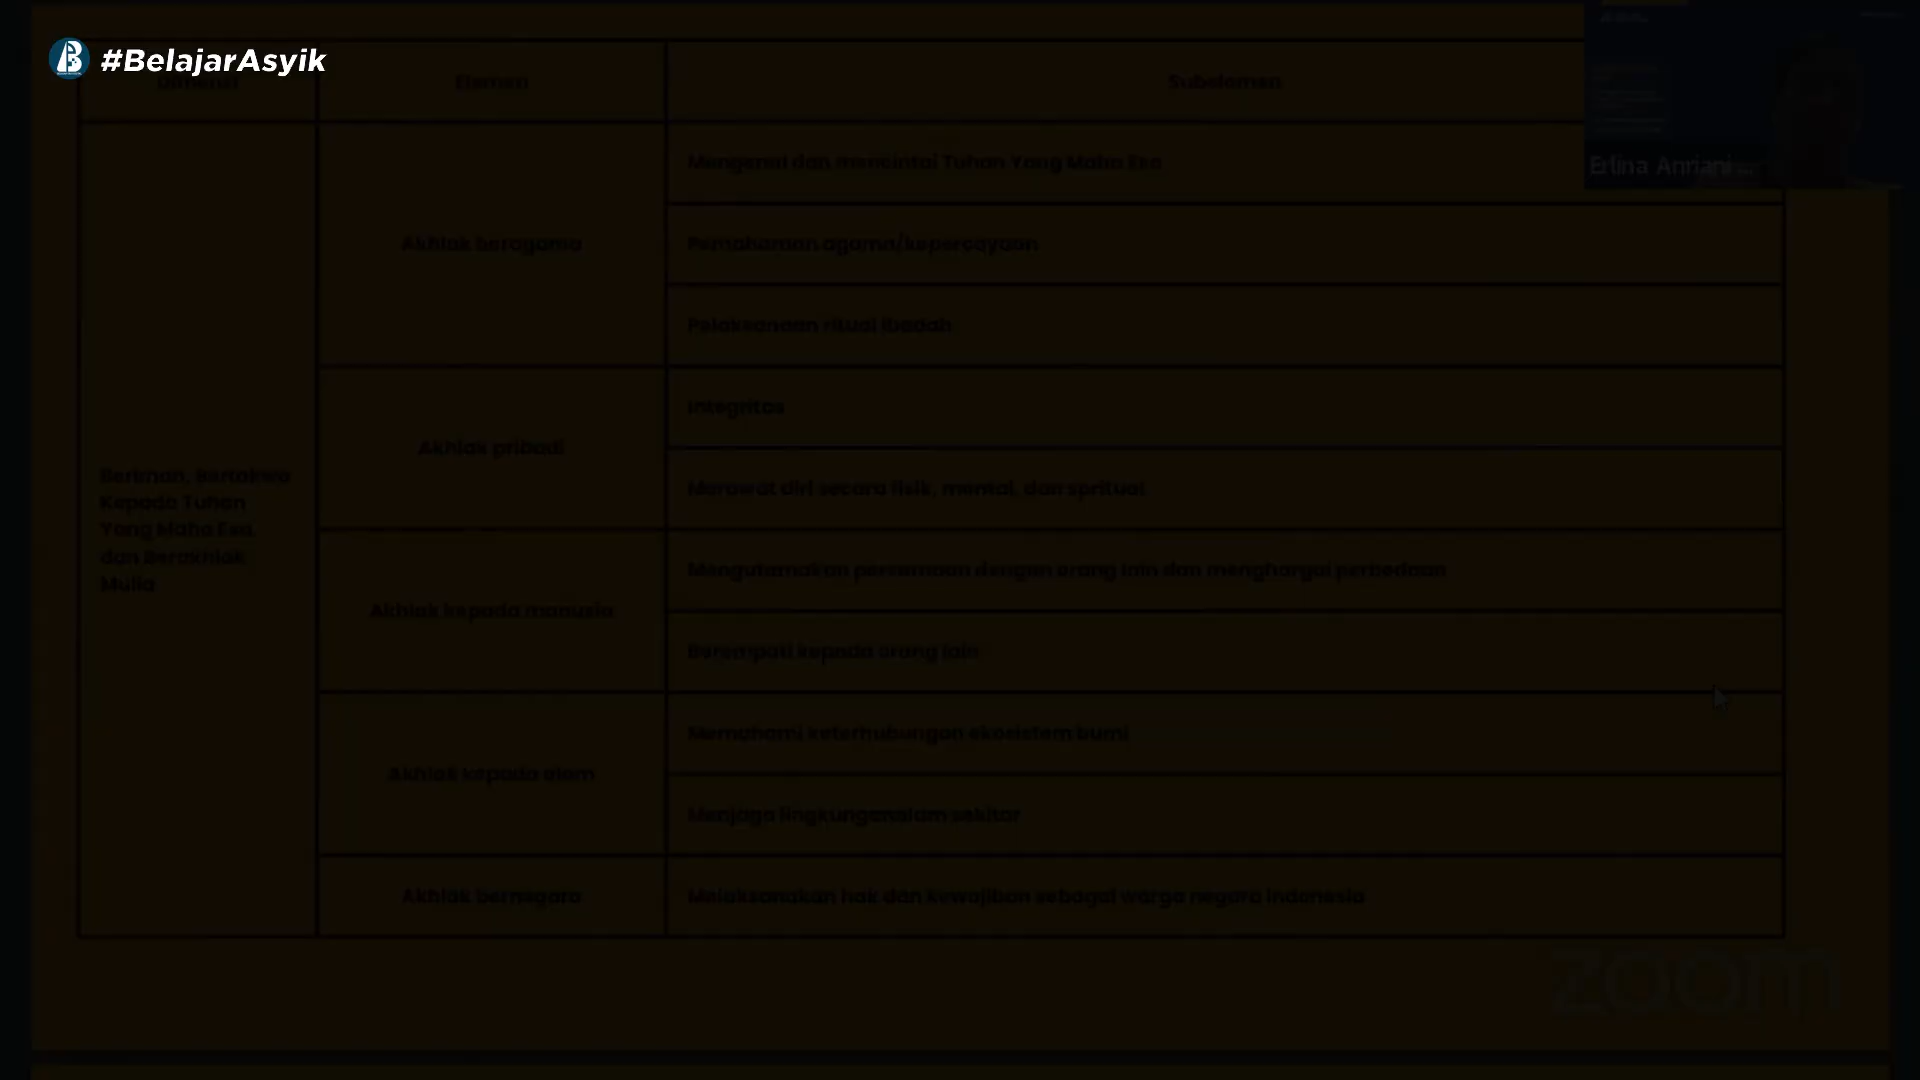 #BelajarAsyik
Dimensi
Elemen
Subelemen
Erlina Anriani ...
Mengenal dan mencintai Tuhan Yang Maha Esa
Akhlak beragama
Pemahaman agama/kepercayaan
Pelaksanaan ritual ibadah
Integritas
Akhlak pribadi
Merawat diri secara fisik, mental, dan spritual
Beriman, Bertakwa
Kepada Tuhan
Yang Maha Esa,
dan Berakhlak
Mulia
Mengutamakan persamaan dengan orang lain dan menghargai perbedaan
Akhlak kepada manusia
Berempati kepada orang lain
Memahami keterhubungan ekosistem bumi
Akhlak kepada alam
Menjaga lingkungan alam sekitar
Akhlak bernegara
Melaksanakan hak dan kewajiban sebagai warga negara Indonesia
zoom